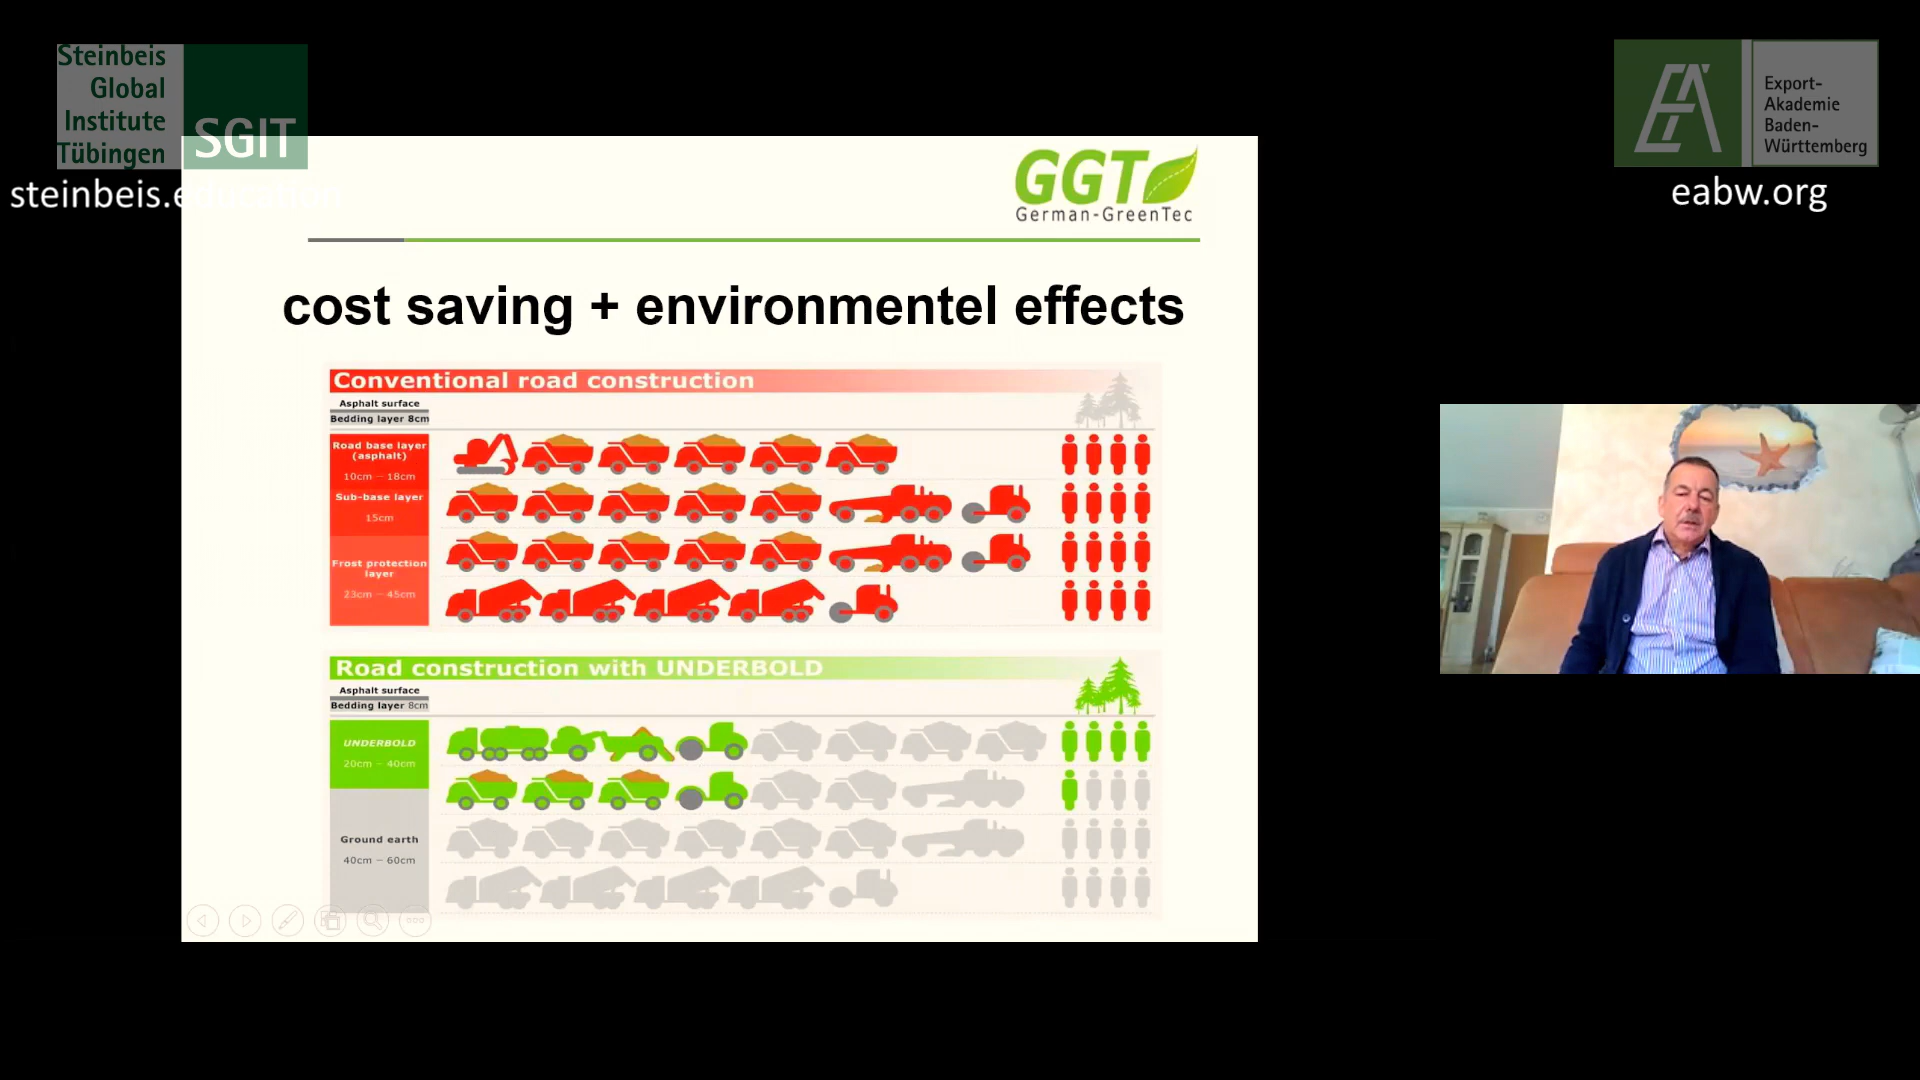 Steinbeis
Global
Institute
Tübingen
SGIT
steinbeis.education
Export-
Akademie
Baden-
Württemberg
eabw.org
GGT
German-GreenTec
cost saving + environmentel effects
Conventional road construction
Asphalt surface
Bedding layer 8cm
Road base layer
(asphalt)
10cm – 18cm
Sub-base layer
15cm
Frost protection
layer
23cm – 45cm
Road construction with UNDERBOLD
Asphalt surface
Bedding layer 8cm
UNDERBOLD
20cm – 40cm
Ground earth
40cm – 60cm